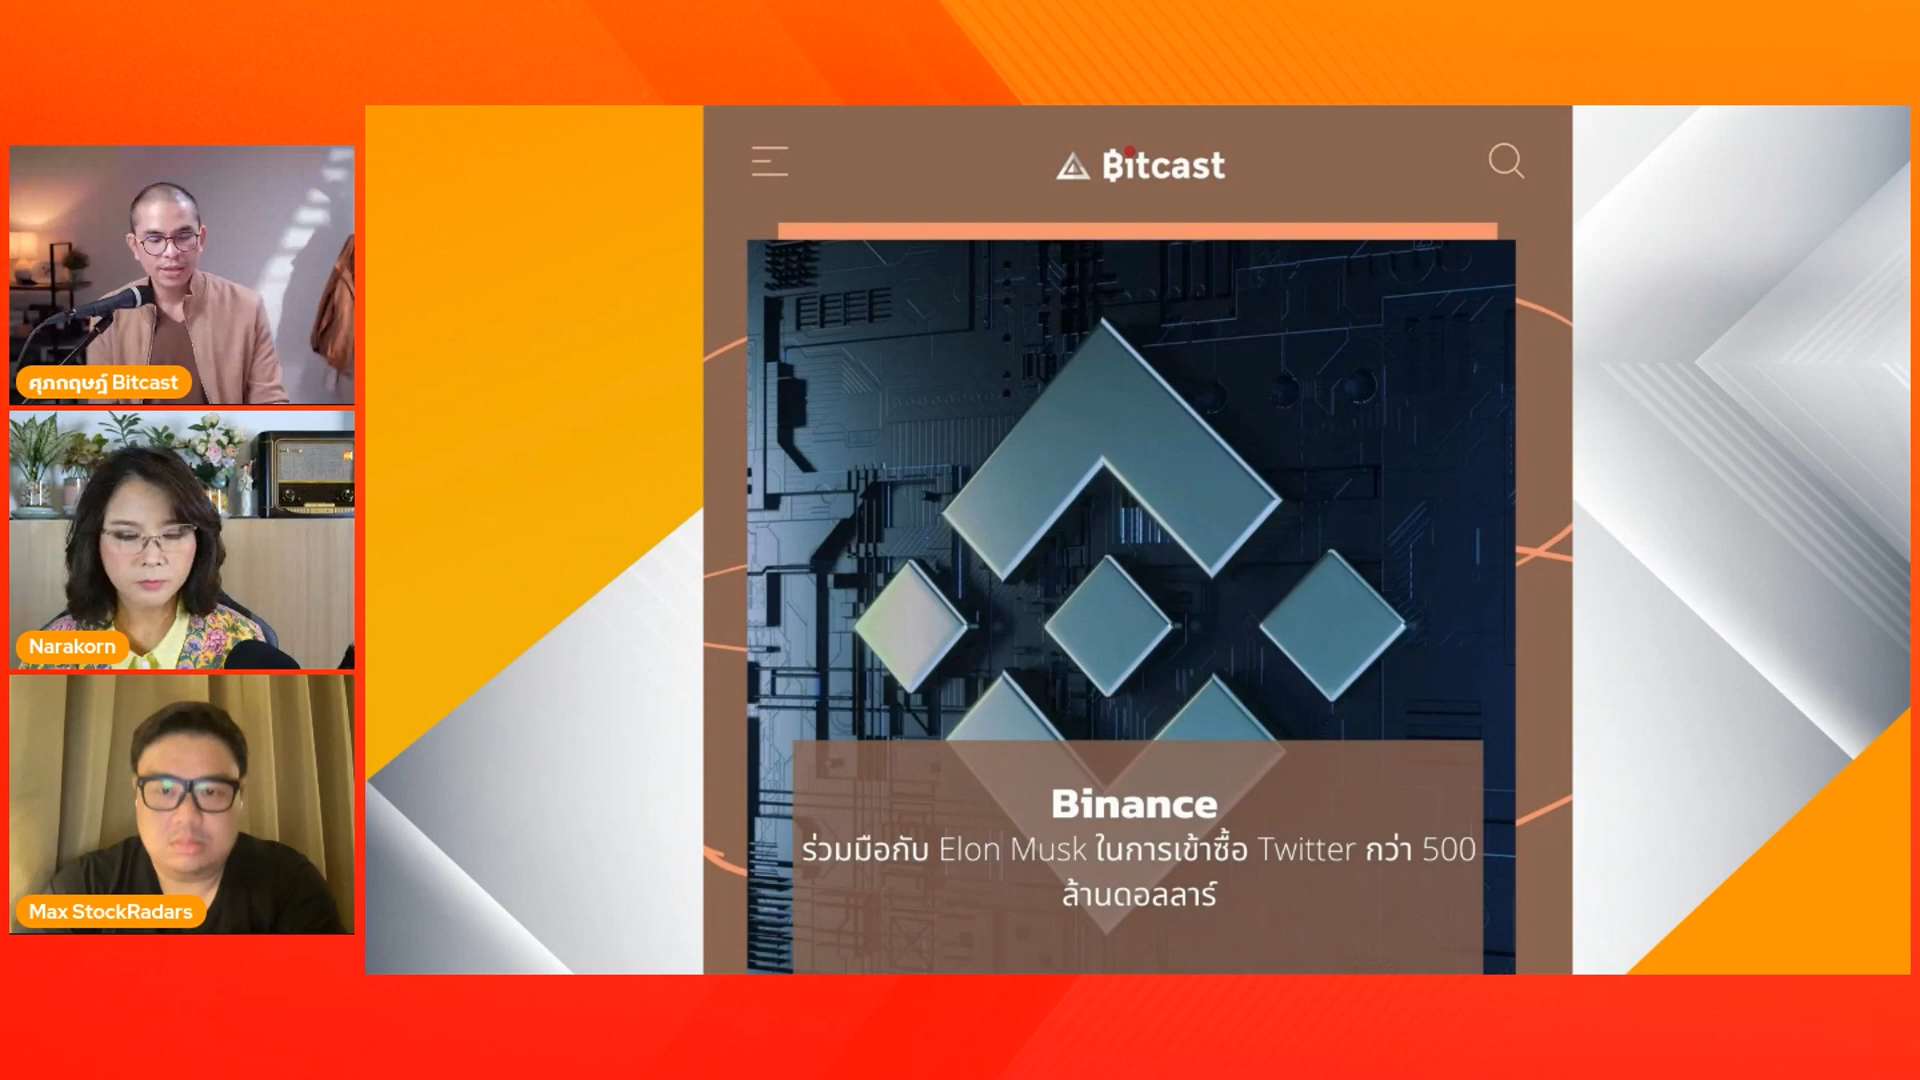 ₿itcast
ศุภกฤษฎ์ Bitcast
Narakorn
Max StockRadars
Binance
ร่วมมือกับ Elon Musk ในการเข้าซื้อ Twitter กว่า 500
ล้านดอลลาร์